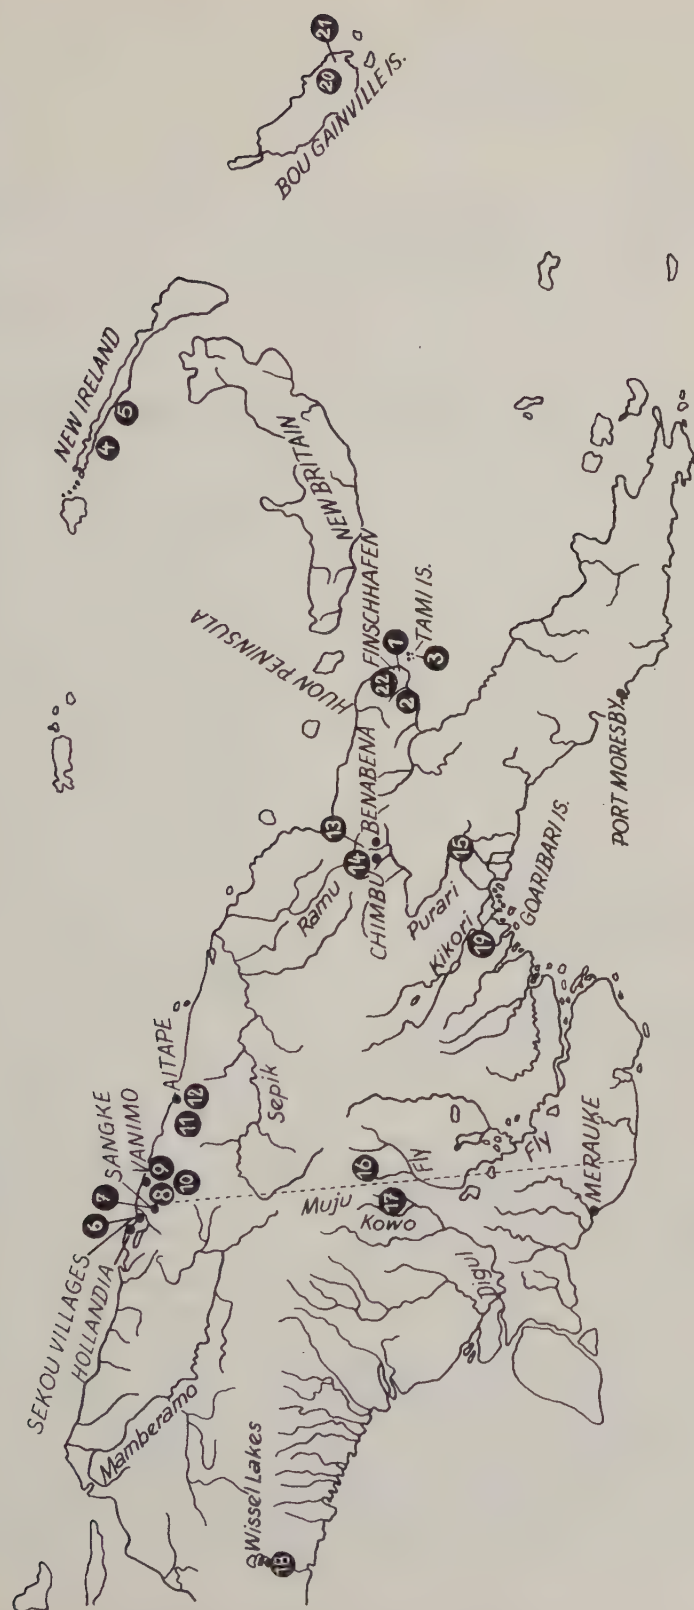 21
20
BOUGAINVILLE IS.
NEW IRELAND
4
5
NEW BRITAIN
HUON PENINSULA
FINSCHHAFEN
22
1
2
TAMI IS.
3
13
BENABENA
14
CHIMBU
Ramu
15
Purari
Kikori
19
GOARIBARI IS.
PORT MORESBY
AITAPE
12
11
Sepik
SANGKE
VANIMO
7
6
9
8
10
SEKOU VILLAGES
HOLLANDIA
16
Fly
Fly
17
Muju
Kowo
MERAUKE
Digul
Mamberamo
Wissel Lakes
18